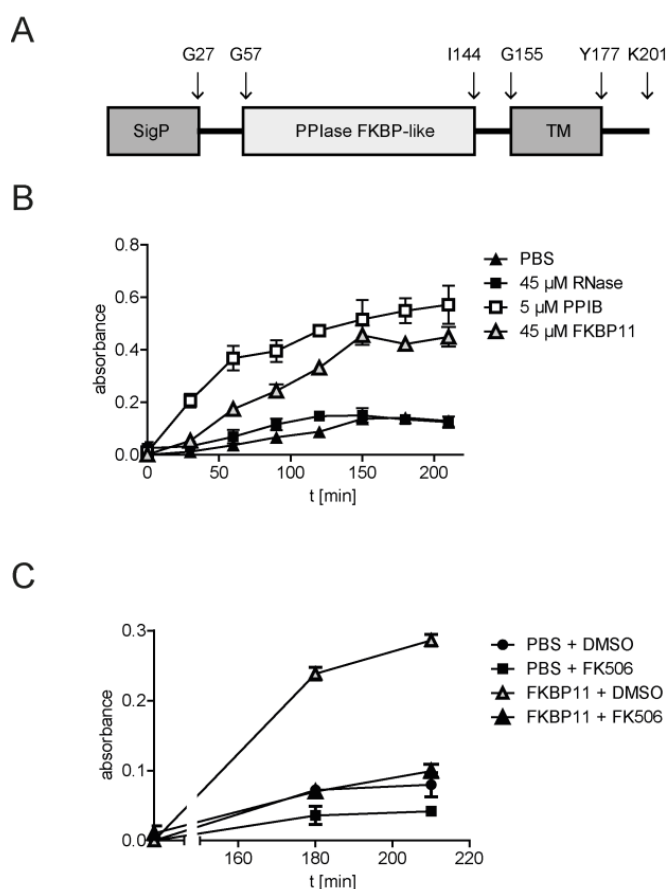 A
G27 G57 I144 G155 Y177 K201
SigP PPIase FKBP-like TM
B
0.8
0.6
0.4
0.2
0.0
absorbance
0 50 100 150 200
t [min]
PBS
45 µM RNase
5 µM PPIB
45 µM FKBP11
C
0.3
0.2
0.1
0.0
absorbance
160 180 200 220
t [min]
PBS + DMSO
PBS + FK506
FKBP11 + DMSO
FKBP11 + FK506